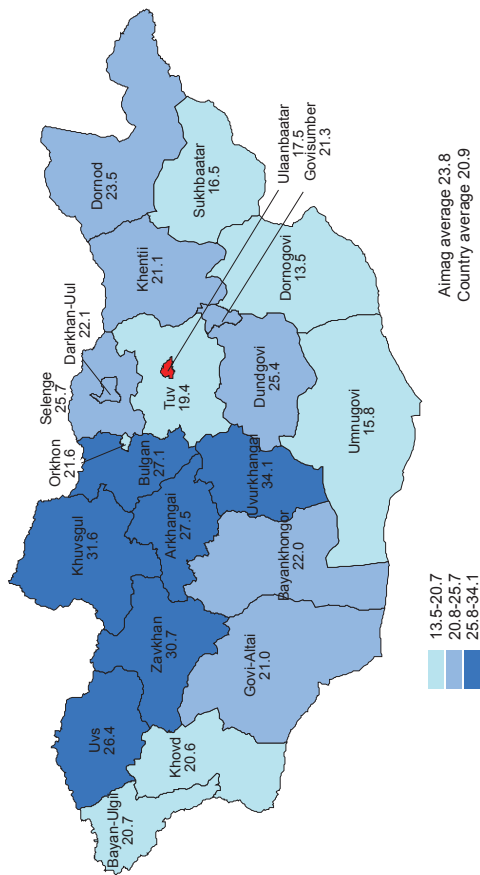 Dornod
23.5
Sukhbaatar
16.5
Ulaanbaatar
17.5
Govisumber
21.3
Khentii
21.1
Dornogovi
13.5
Darkhan-Uul
22.1
Selenge
25.7
Tuv
19.4
Dundgovi
25.4
Umnugovi
15.8
Orkhon
21.6
Bulgan
27.1
Uvurkhangai
34.1
Khuvsgul
31.6
Arkhangai
27.5
Bayankhongor
22.0
Zavkhan
30.7
Govi-Altai
21.0
Uvs
26.4
Khovd
20.6
Bayan-Ulgii
20.7
13.5-20.7
20.8-25.7
25.8-34.1
Aimag average 23.8
Country average 20.9